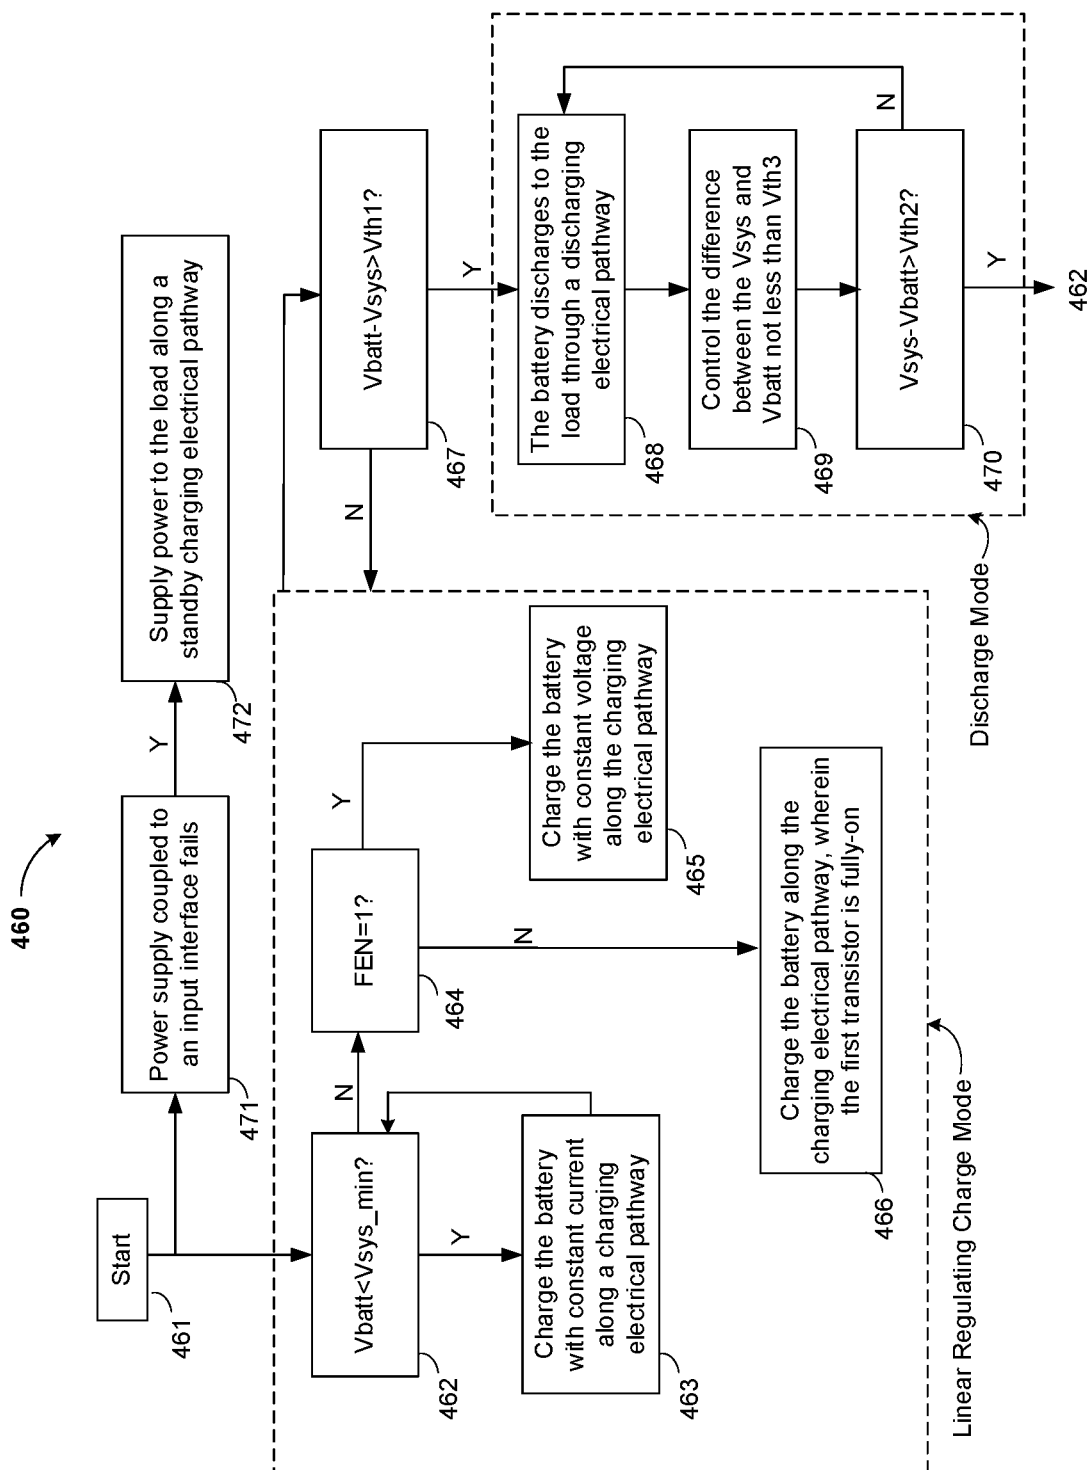 460
Start
461
Power supply coupled to
an input interface fails
471
Y
Supply power to the load along a
standby charging electrical pathway
472
Vbatt<Vsys_min?
462
N
Y
Charge the battery
with constant current
along a charging
electrical pathway
463
FEN=1?
464
Y
N
Charge the battery
with constant voltage
along the charging
electrical pathway
465
Charge the battery along the
charging electrical pathway, wherein
the first transistor is fully-on
466
Linear Regulating Charge Mode
Vbatt-Vsys>Vth1?
467
N
Y
The battery discharges to the
load through a discharging
electrical pathway
468
Control the difference
between the Vsys and
Vbatt not less than Vth3
469
Vsys-Vbatt>Vth2?
470
N
Y
462
Discharge Mode